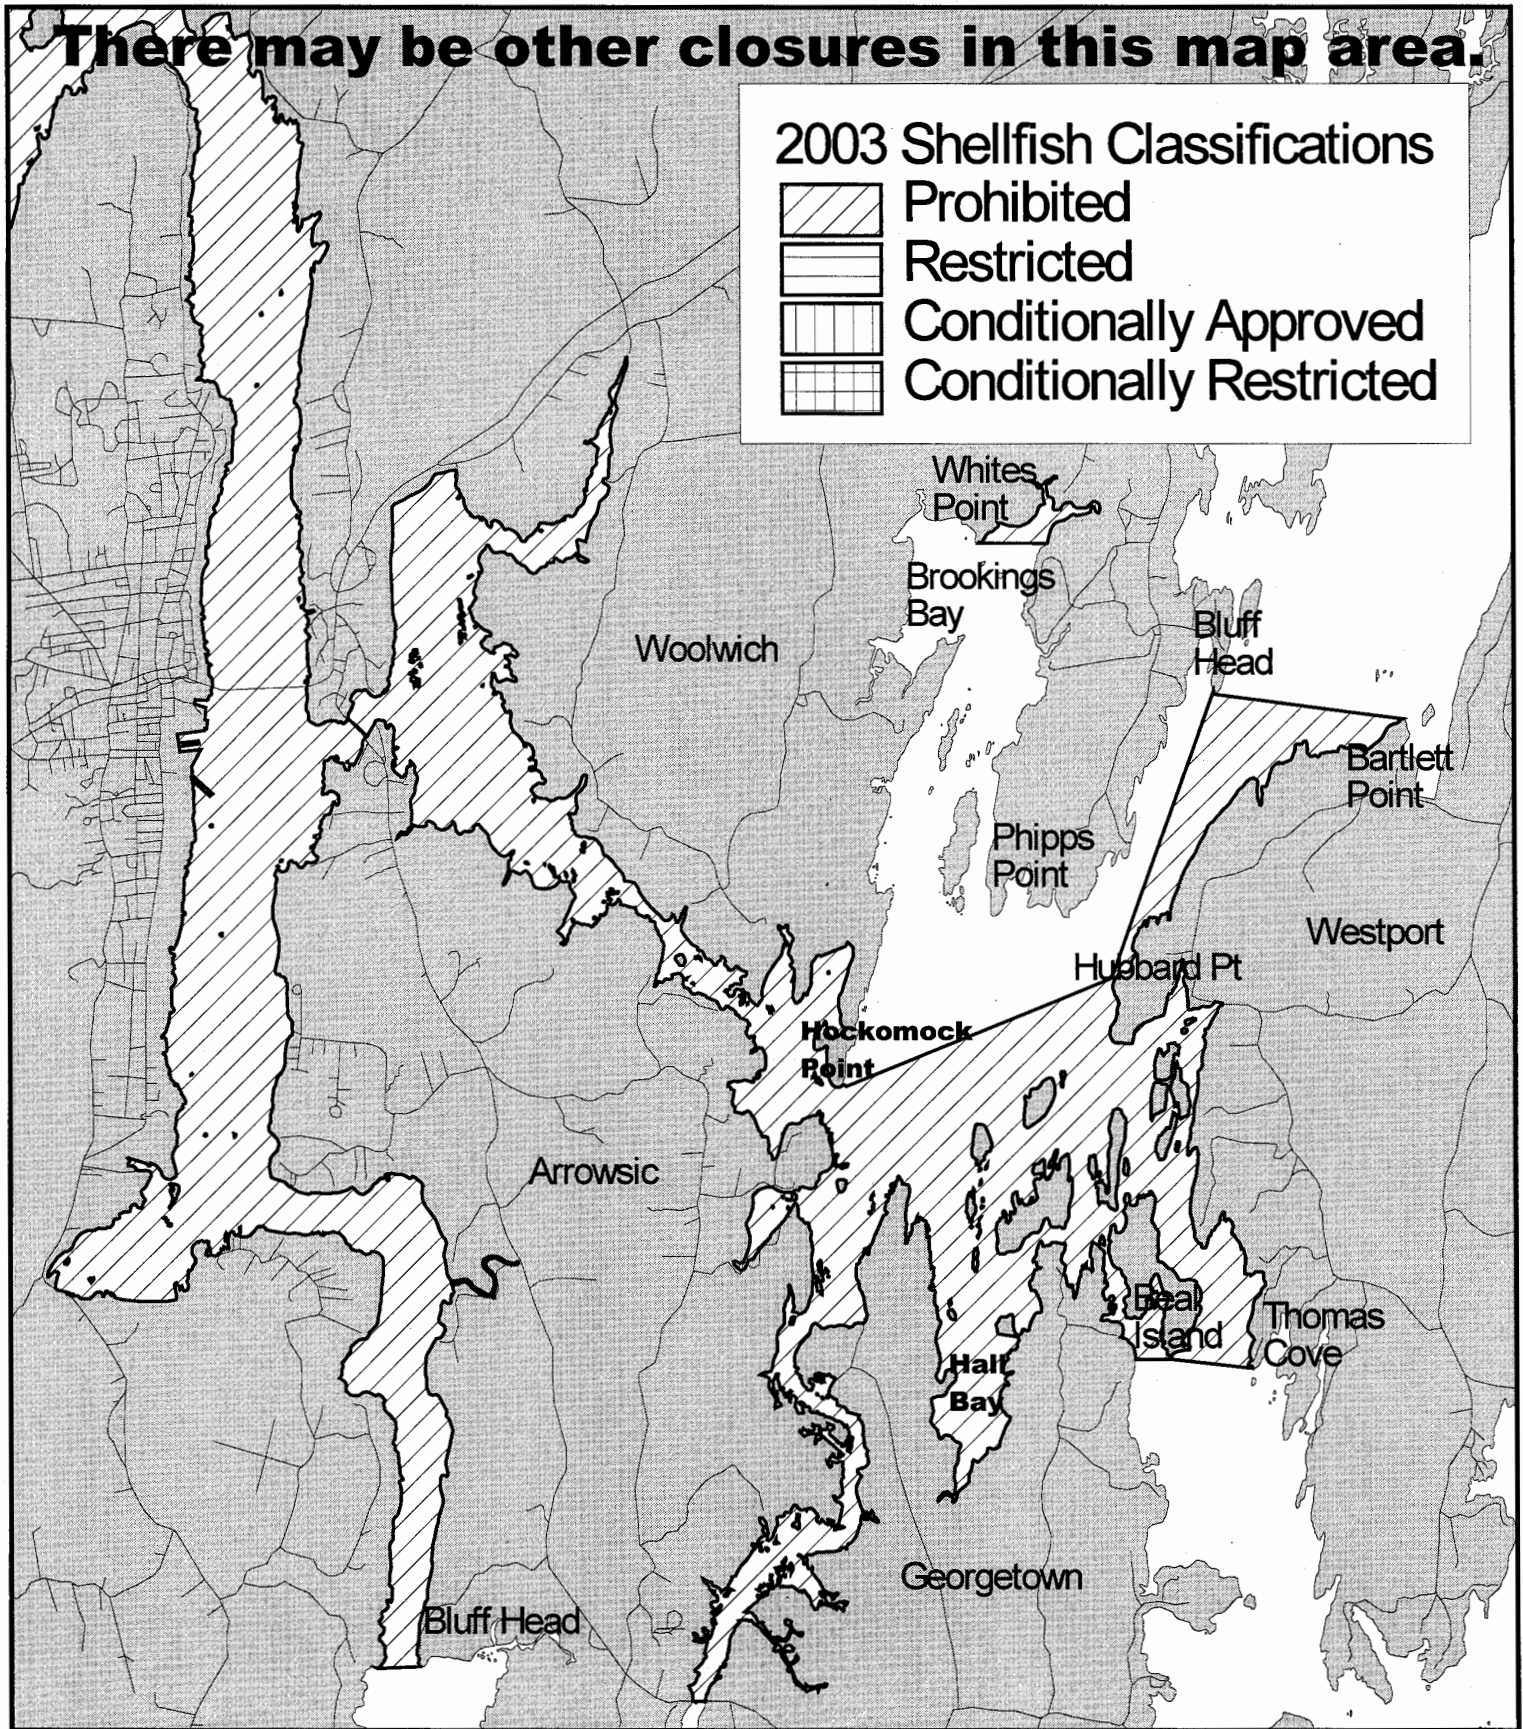 There may be other closures in this map area.
2003 Shellfish Classifications
Prohibited
Restricted
Conditionally Approved
Conditionally Restricted
Whites
Point
Brookings
Bay
Bluff
Head
Woolwich
Bartlett
Point
Phipps
Point
Westport
Hubbard Pt
Hockomock
Point
Arrowsic
Beal
Island
Thomas
Cove
Hall
Bay
Georgetown
Bluff Head